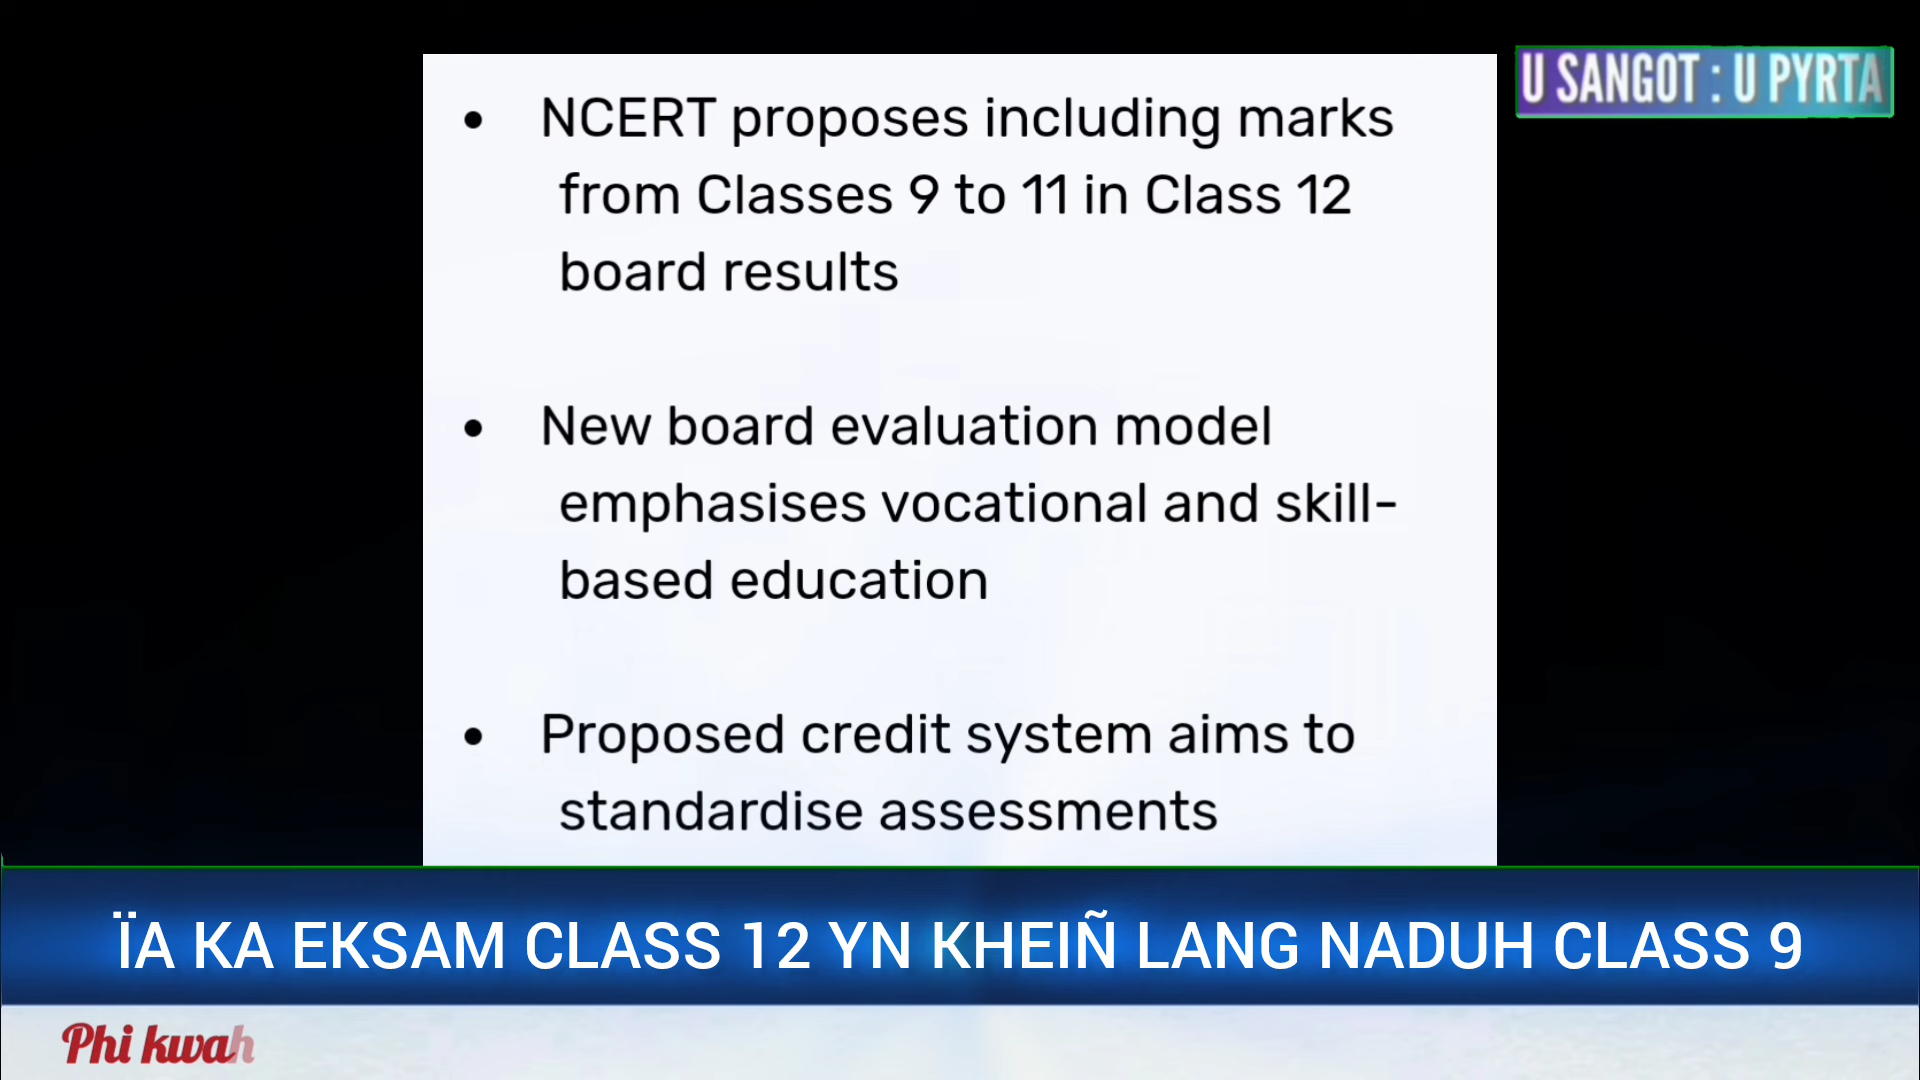 U SANGOT : U PYRTA
• NCERT proposes including marks
from Classes 9 to 11 in Class 12
board results
• New board evaluation model
emphasises vocational and skill-
based education
• Proposed credit system aims to
standardise assessments
ÏA KA EKSAM CLASS 12 YN KHEIÑ LANG NADUH CLASS 9
Phi kwah